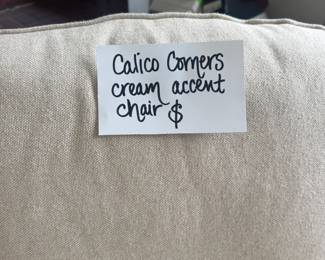 Calico Corners
cream accent
chair $